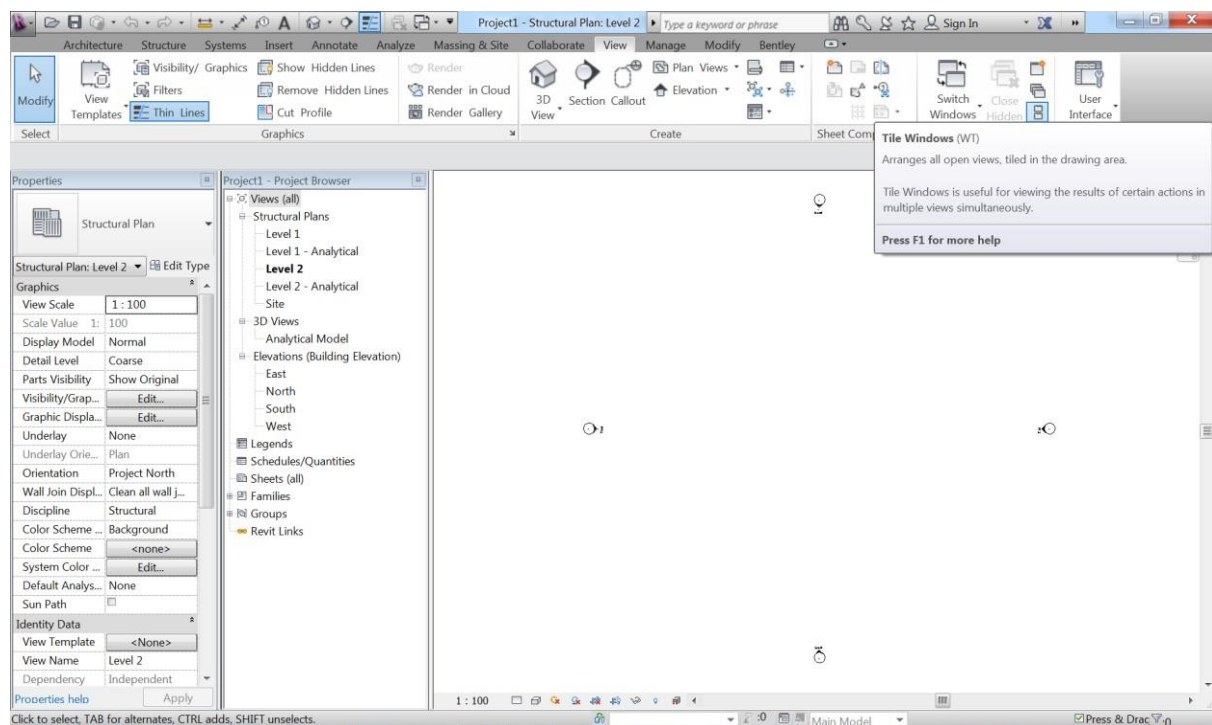 Project1 - Structural Plan: Level 2
Type a keyword or phrase
Sign In
Architecture Structure Systems Insert Annotate Analyze Massing & Site Collaborate View Manage Modify Bentley
Modify
View Templates
Visibility/ Graphics
Filters
Thin Lines
Show Hidden Lines
Remove Hidden Lines
Cut Profile
Render
Render in Cloud
Render Gallery
3D View
Section
Callout
Plan Views
Elevation
Switch Windows
Close Hidden
User Interface
Select
Graphics
Create
Sheet Com
Tile Windows (WT)
Arranges all open views, tiled in the drawing area.
Tile Windows is useful for viewing the results of certain actions in
multiple views simultaneously.
Press F1 for more help
Properties
Structural Plan
Structural Plan: Level 2
Edit Type
Graphics
View Scale 1 : 100
Scale Value 1: 100
Display Model Normal
Detail Level Coarse
Parts Visibility Show Original
Visibility/Grap... Edit...
Graphic Displa... Edit...
Underlay None
Underlay Orie... Plan
Orientation Project North
Wall Join Displ... Clean all wall j...
Discipline Structural
Color Scheme ... Background
Color Scheme <none>
System Color ... Edit...
Default Analys... None
Sun Path
Identity Data
View Template <None>
View Name Level 2
Dependency Independent
Properties help
Apply
Project1 - Project Browser
Views (all)
Structural Plans
Level 1
Level 1 - Analytical
Level 2
Level 2 - Analytical
Site
3D Views
Analytical Model
Elevations (Building Elevation)
East
North
South
West
Legends
Schedules/Quantities
Sheets (all)
Families
Groups
Revit Links
1 : 100
Click to select, TAB for alternates, CTRL adds, SHIFT unselects.
:0
Main Model
Press & Drac
:0